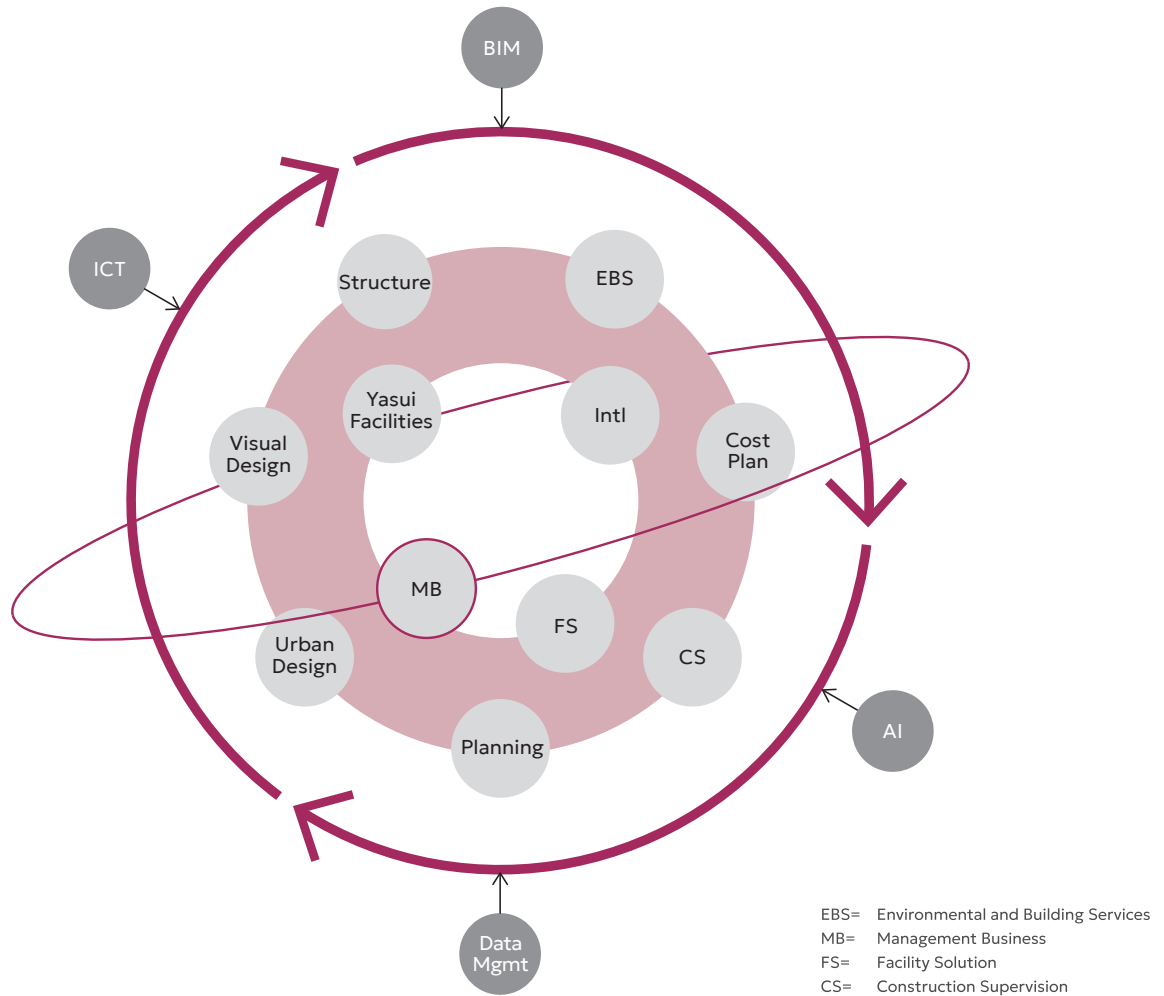 BIM
ICT
Structure
EBS
Yasui
Facilities
Intl
Visual
Design
Cost
Plan
MB
FS
Urban
Design
CS
Planning
AI
Data
Mgmt
EBS= Environmental and Building Services
MB= Management Business
FS= Facility Solution
CS= Construction Supervision